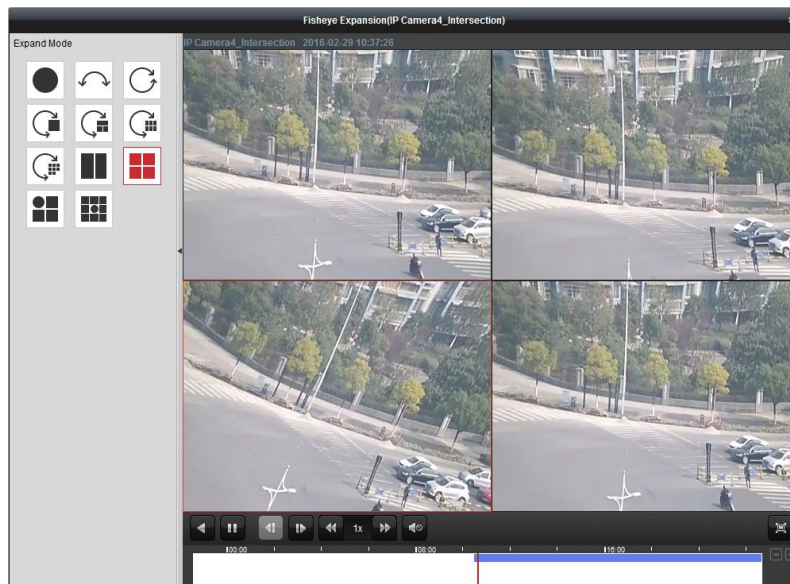 Fisheye Expansion(IP Camera4_Intersection)
Expand Mode
IP Camera4_Intersection 2016-02-29 10:37:26
1x
00:00
08:00
16:00